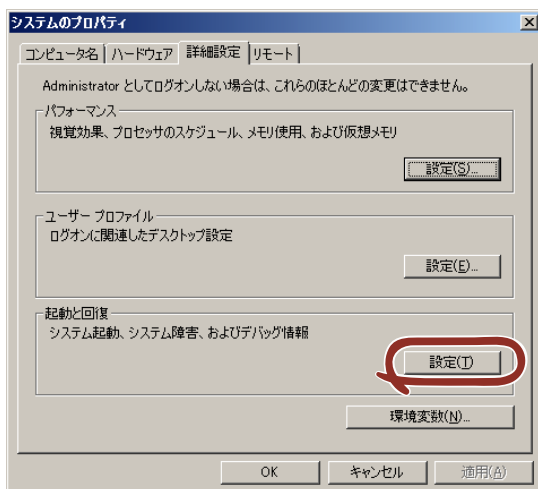 システムのプロパティ
コンピュータ名 ハードウェア 詳細設定 リモート
Administrator としてログオンしない場合は、これらのほとんどの変更はできません。
パフォーマンス
視覚効果、プロセッサのスケジュール、メモリ使用、および仮想メモリ
設定(S)...
ユーザー プロファイル
ログオンに関連したデスクトップ設定
設定(E)...
起動と回復
システム起動、システム障害、およびデバッグ情報
設定(T)
環境変数(N)...
OK キャンセル 適用(A)